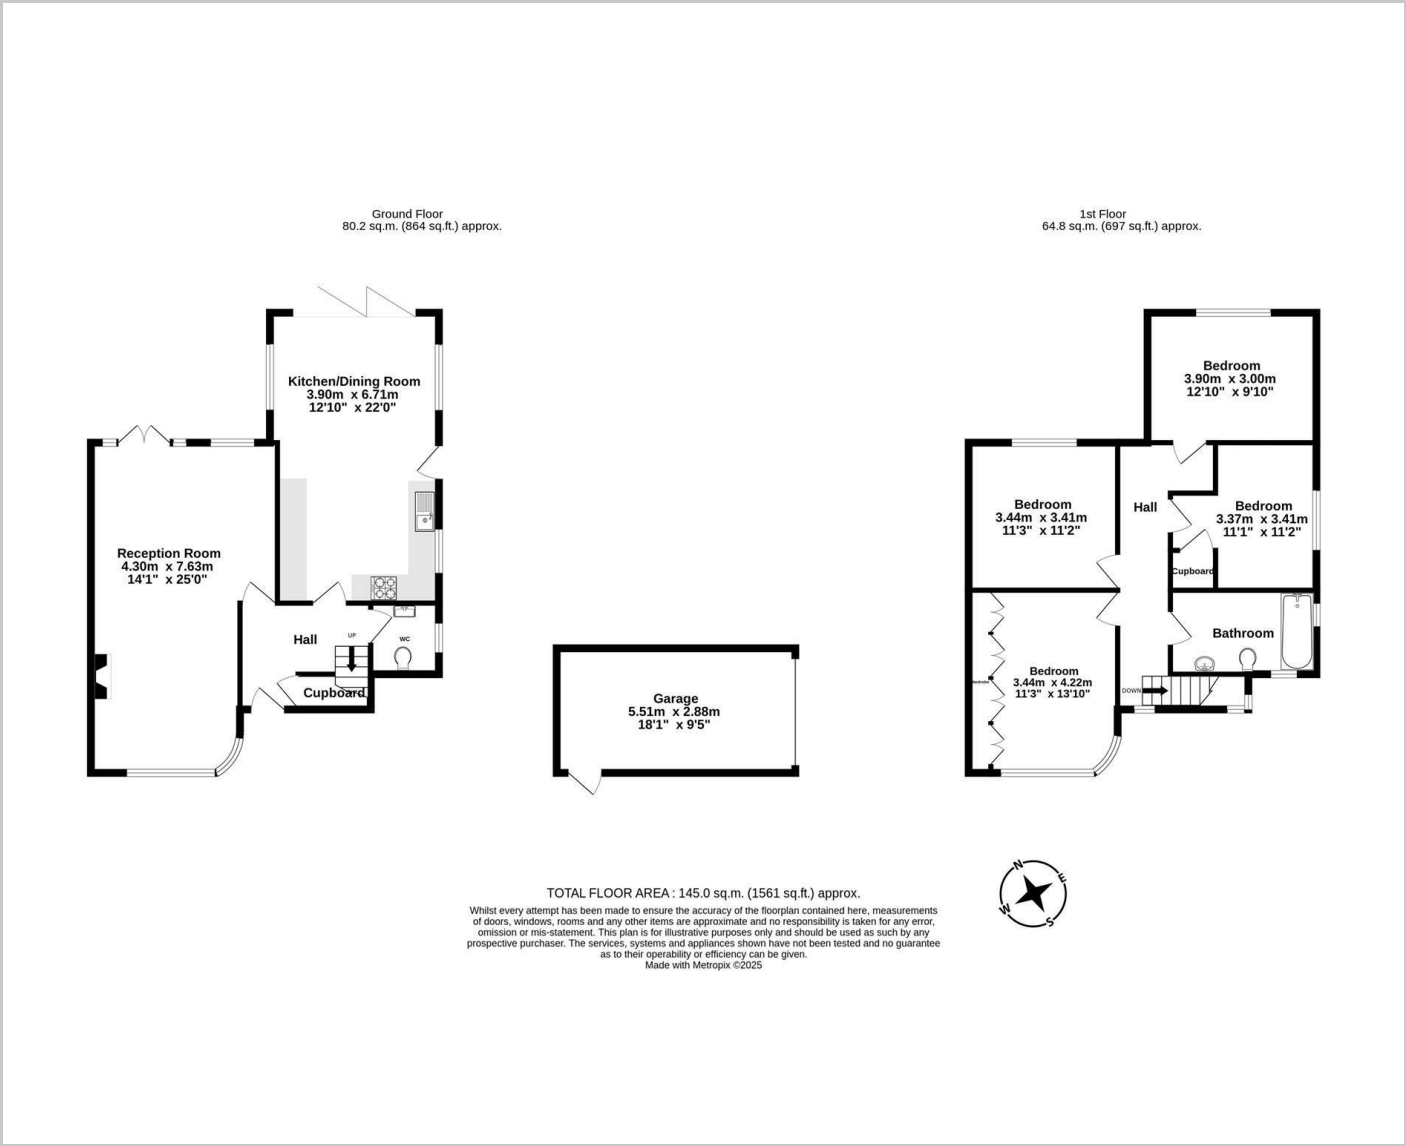 Ground Floor
80.2 sq.m. (864 sq.ft.) approx.
1st Floor
64.8 sq.m. (697 sq.ft.) approx.
Kitchen/Dining Room
3.90m x 6.71m
12'10" x 22'0"
Reception Room
4.30m x 7.63m
14'1" x 25'0"
Hall
UP
WC
Cupboard
Garage
5.51m x 2.88m
18'1" x 9'5"
Bedroom
3.90m x 3.00m
12'10" x 9'10"
Bedroom
3.44m x 3.41m
11'3" x 11'2"
Hall
Bedroom
3.37m x 3.41m
11'1" x 11'2"
Cupboard
Bathroom
Bedroom
3.44m x 4.22m
11'3" x 13'10"
Wardrobe
DOWN
N
E
W
S
TOTAL FLOOR AREA : 145.0 sq.m. (1561 sq.ft.) approx.
Whilst every attempt has been made to ensure the accuracy of the floorplan contained here, measurements
of doors, windows, rooms and any other items are approximate and no responsibility is taken for any error,
omission or mis-statement. This plan is for illustrative purposes only and should be used as such by any
prospective purchaser. The services, systems and appliances shown have not been tested and no guarantee
as to their operability or efficiency can be given.
Made with Metropix ©2025